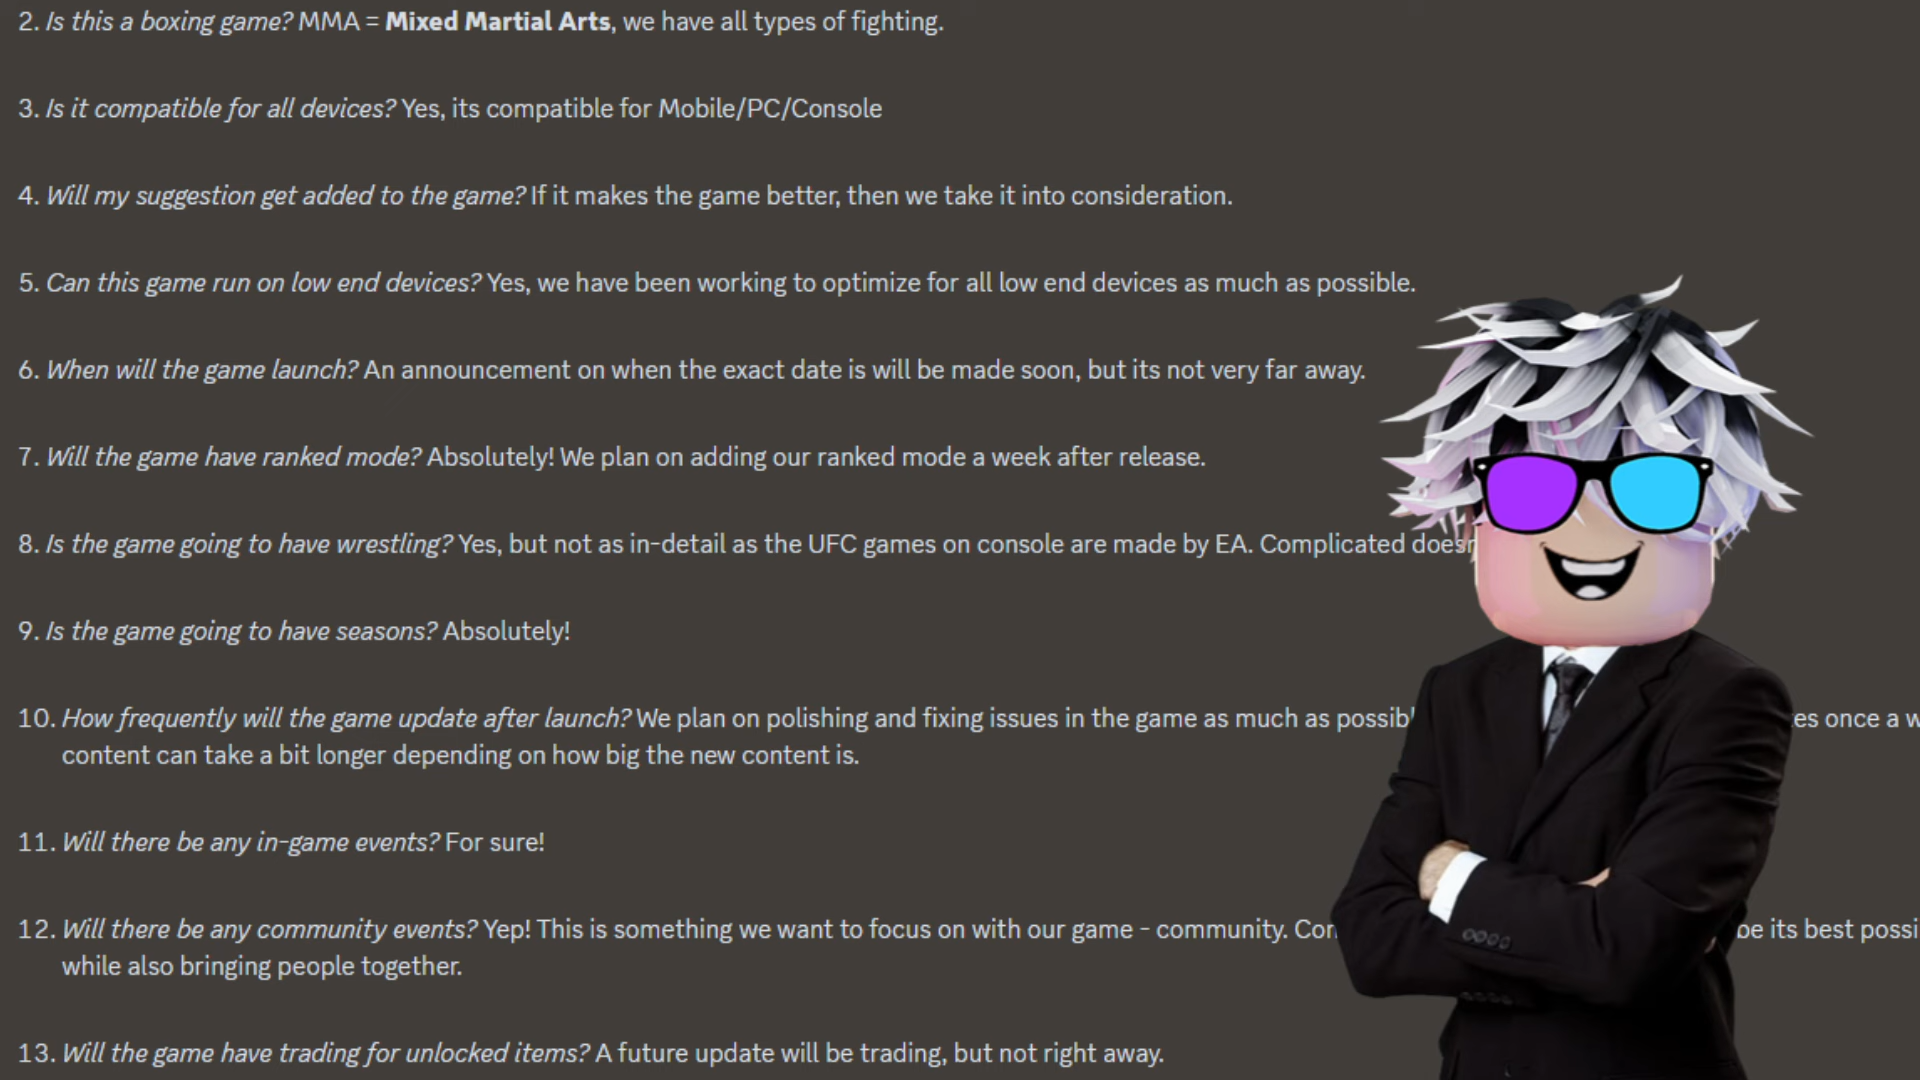 2. Is this a boxing game? MMA = Mixed Martial Arts, we have all types of fighting.
3. Is it compatible for all devices? Yes, its compatible for Mobile/PC/Console
4. Will my suggestion get added to the game? If it makes the game better, then we take it into consideration.
5. Can this game run on low end devices? Yes, we have been working to optimize for all low end devices as much as possible.
6. When will the game launch? An announcement on when the exact date is will be made soon, but its not very far away.
7. Will the game have ranked mode? Absolutely! We plan on adding our ranked mode a week after release.
8. Is the game going to have wrestling? Yes, but not as in-detail as the UFC games on console are made by EA. Complicated
9. Is the game going to have seasons? Absolutely!
10. How frequently will the game update after launch? We plan on polishing and fixing issues in the game as much as once a
content can take a bit longer depending on how big the new content is.
11. Will there be any in-game events? For sure!
12. Will there be any community events? Yep! This is something we want to focus on with our game - community. be its best
while also bringing people together.
13. Will the game have trading for unlocked items? A future update will be trading, but not right away.